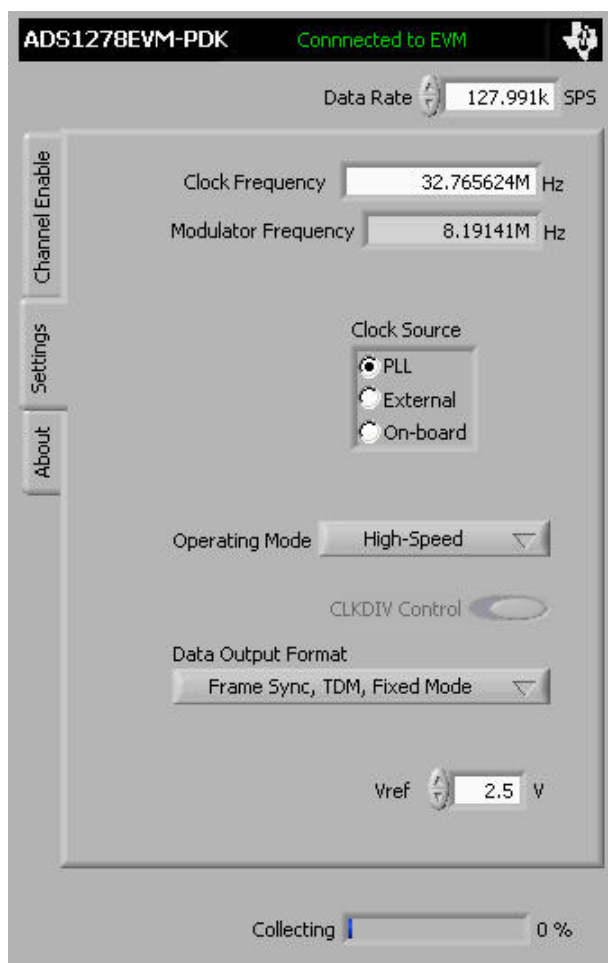 ADS1278EVM-PDK Connnected to EVM
Data Rate 127.991k SPS
Channel Enable
Settings
About
Clock Frequency 32.765624M Hz
Modulator Frequency 8.19141M Hz
Clock Source
PLL
External
On-board
Operating Mode High-Speed
CLKDIV Control
Data Output Format
Frame Sync, TDM, Fixed Mode
Vref 2.5 V
Collecting 0 %